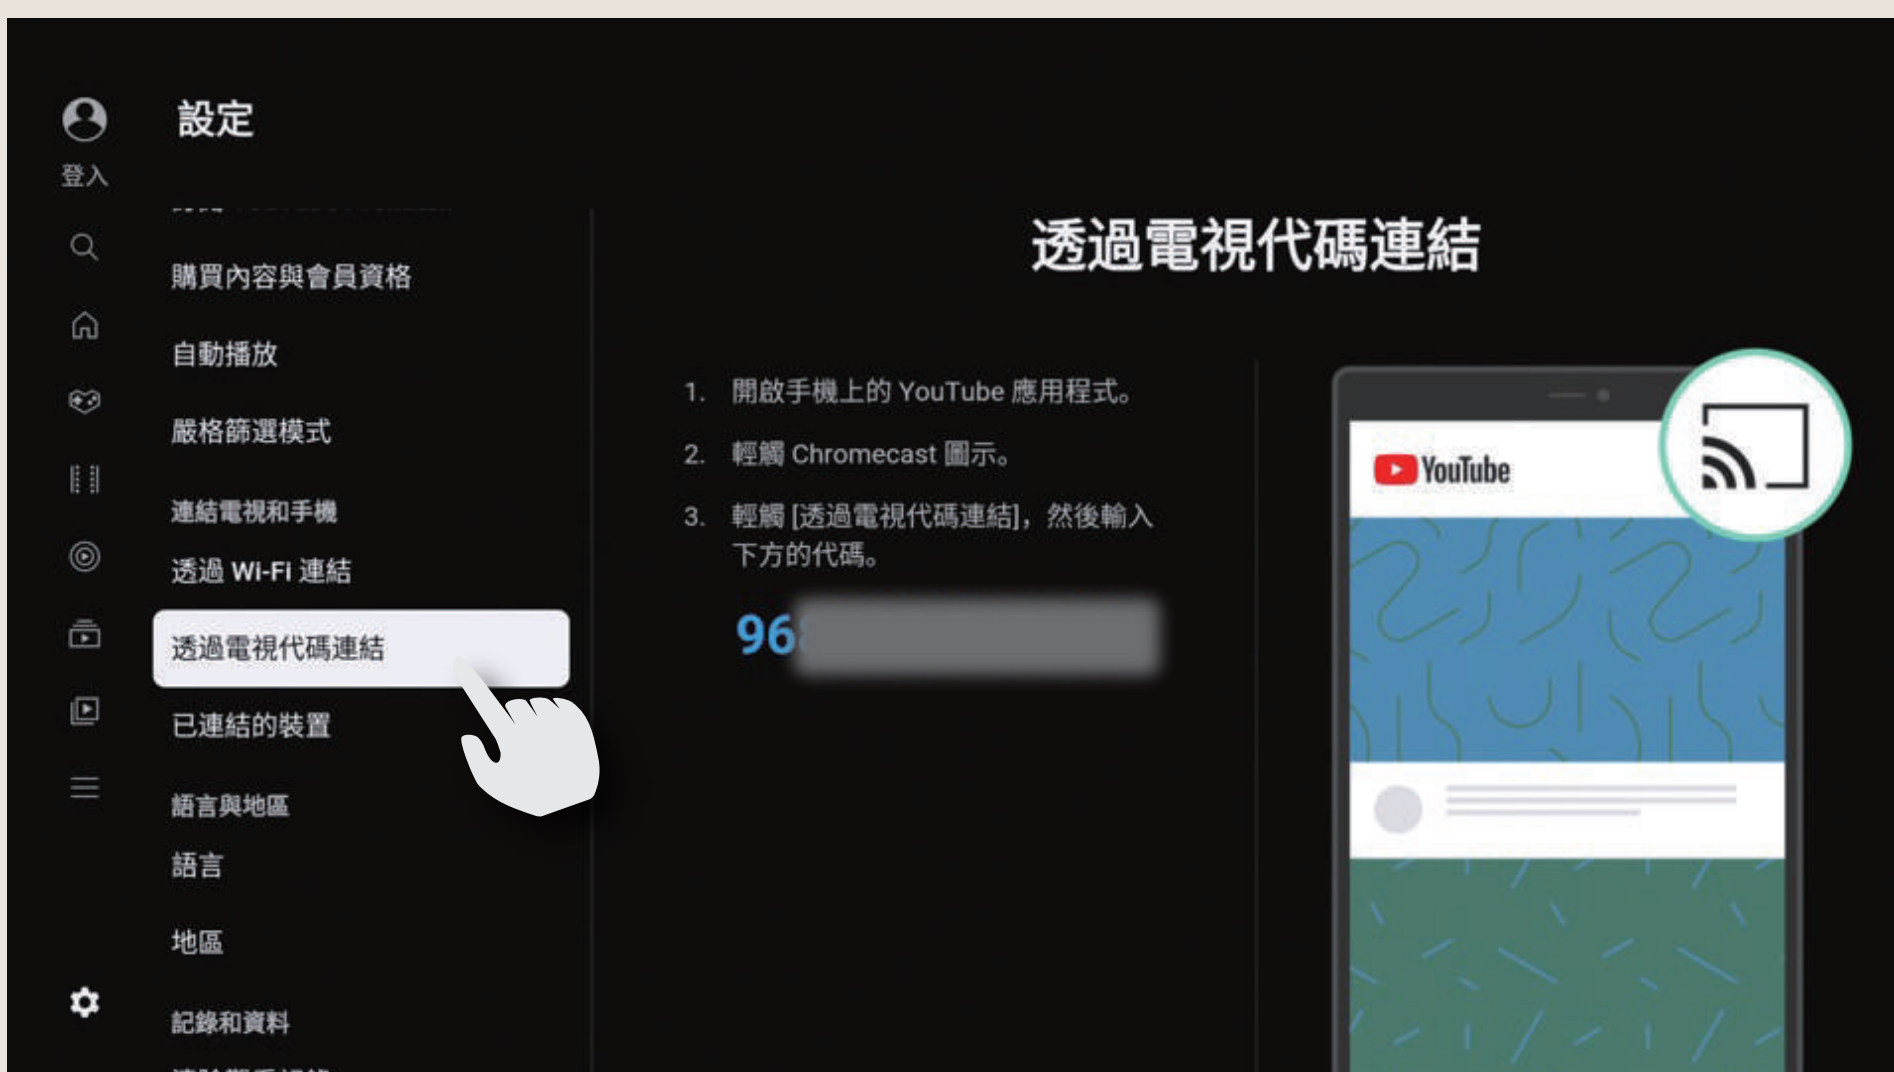 設定
登入
購買內容與會員資格
自動播放
嚴格篩選模式
連結電視和手機
透過 Wi-Fi 連結
透過電視代碼連結
已連結的裝置
語言與地區
語言
地區
記錄和資料
透過電視代碼連結
1. 開啟手機上的 YouTube 應用程式。
2. 輕觸 Chromecast 圖示。
3. 輕觸 [透過電視代碼連結]，然後輸入
下方的代碼。
96
YouTube